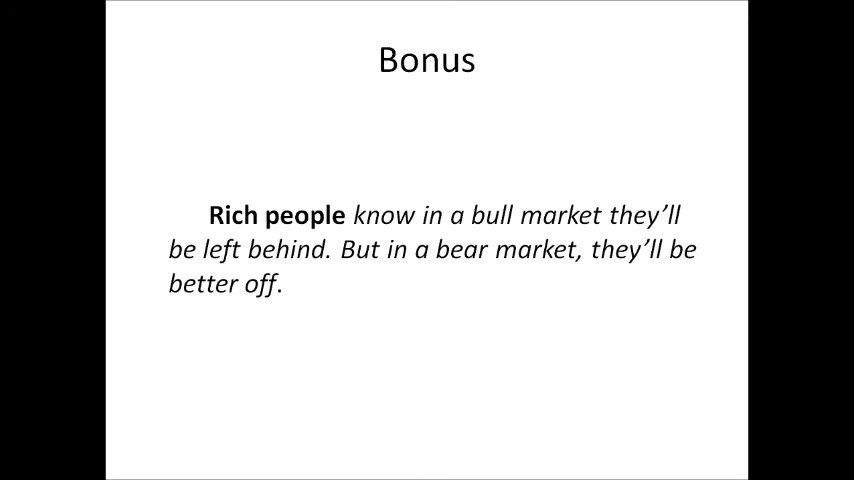 Bonus
Rich people know in a bull market they’ll
be left behind. But in a bear market, they’ll be
better off.